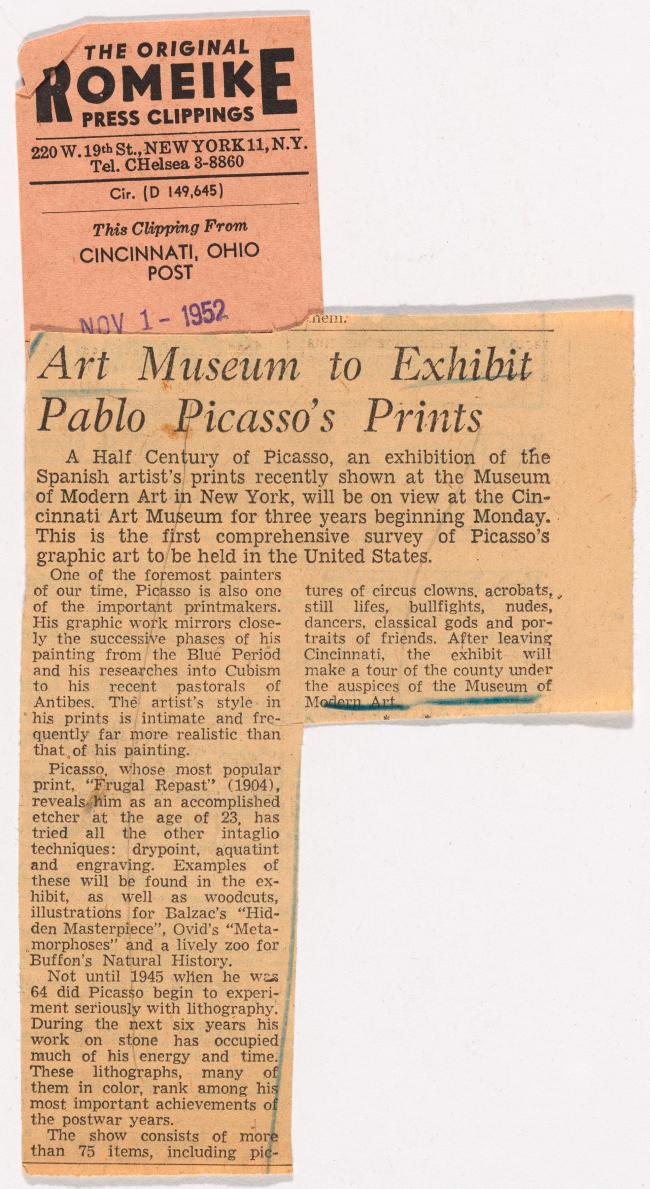 THE ORIGINAL
ROMEIKE
PRESS CLIPPINGS
220 W. 19th St., NEW YORK 11, N.Y.
Tel. CHelsea 3-8860
Cir. (D 149,645)
This Clipping From
CINCINNATI, OHIO
POST
NOV 1 - 1952
hem.
Art Museum to Exhibit
Pablo Picasso's Prints
A Half Century of Picasso, an exhibition of the
Spanish artist's prints recently shown at the Museum
of Modern Art in New York, will be on view at the Cin-
cinnati Art Museum for three years beginning Monday.
This is the first comprehensive survey of Picasso's
graphic art to be held in the United States.
One of the foremost painters
of our time, Picasso is also one
of the important printmakers.
His graphic work mirrors close-
ly the successive phases of his
painting from the Blue Period
and his researches into Cubism
to his recent pastorals of
Antibes. The artist's style in
his prints is intimate and fre-
quently far more realistic than
that of his painting.
Picasso, whose most popular
print, "Frugal Repast" (1904),
reveals him as an accomplished
etcher at the age of 23, has
tried all the other intaglio
techniques: drypoint, aquatint
and engraving. Examples of
these will be found in the ex-
hibit, as well as woodcuts,
illustrations for Balzac's "Hid-
den Masterpiece", Ovid's "Meta-
morphoses" and a lively zoo for
Buffon's Natural History.
Not until 1945 when he was
64 did Picasso begin to experi-
ment seriously with lithography.
During the next six years his
work on stone has occupied
much of his energy and time.
These lithographs, many of
them in color, rank among his
most important achievements of
the postwar years.
The show consists of more
than 75 items, including pic-
tures of circus clowns, acrobats,
still lifes, bullfights, nudes,
dancers, classical gods and por-
traits of friends. After leaving
Cincinnati, the exhibit will
make a tour of the county under
the auspices of the Museum of
Modern Art.
* *